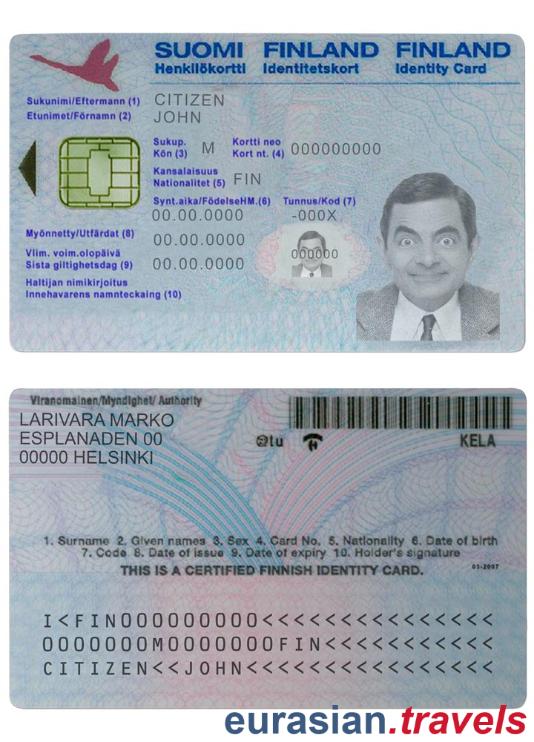 SUOMI FINLAND FINLAND
Henkilökortti Identitetskort Identity Card
Sukunimi/Eftermann (1) CITIZEN
Etunimet/Förnamn (2) JOHN
Sukup.
Kön (3) M
Kortti neo
Kort nt. (4) 000000000
Kansalaisuus
Nationalitet (5) FIN
Synt.aika/FödelseHM.(6) Tunnus/Kod (7)
00.00.0000 -000X
Myönnetty/Utfärdat (8) 00.00.0000
000000
Vlim. voim.olopäivä
Sista giltighetsdag (9) 00.00.0000
Haltijan nimikirjoitus
Innehavarens namnteckaing (10)
Viranomainen/Myndighet/ Authority
LARIVARA MARKO
ESPLANADEN 00
00000 HELSINKI
@tu KELA
1. Surname 2. Given names 3. Sex 4. Card No. 5. Nationality 6. Date of birth
7. Code 8. Date of issue 9. Date of expiry 10. Holder's signature
THIS IS A CERTIFIED FINNISH IDENTITY CARD. 01-2007
I<FIN000000000<<<<<<<<<<<<<<<
0000000M0000000FIN<<<<<<<<<<<
CITIZEN<<JOHN<<<<<<<<<<<<<<<<
eurasian.travels